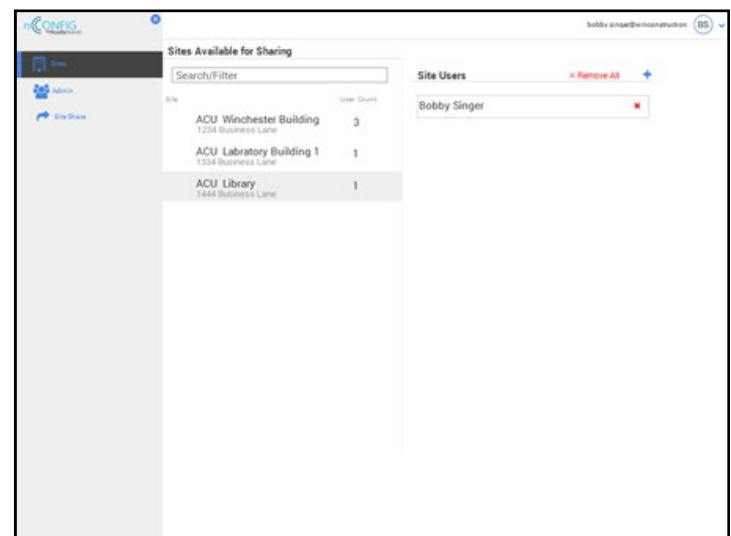 nCONFIG
bobby.singer@winconstruction
BS
Sites
Admin
Site Share
Sites Available for Sharing
Search/Filter
Site
User Count
ACU Winchester Building
3
1234 Business Lane
ACU Labratory Building 1
1
1334 Business Lane
ACU Library
1
1444 Business Lane
Site Users
× Remove All
+
Bobby Singer